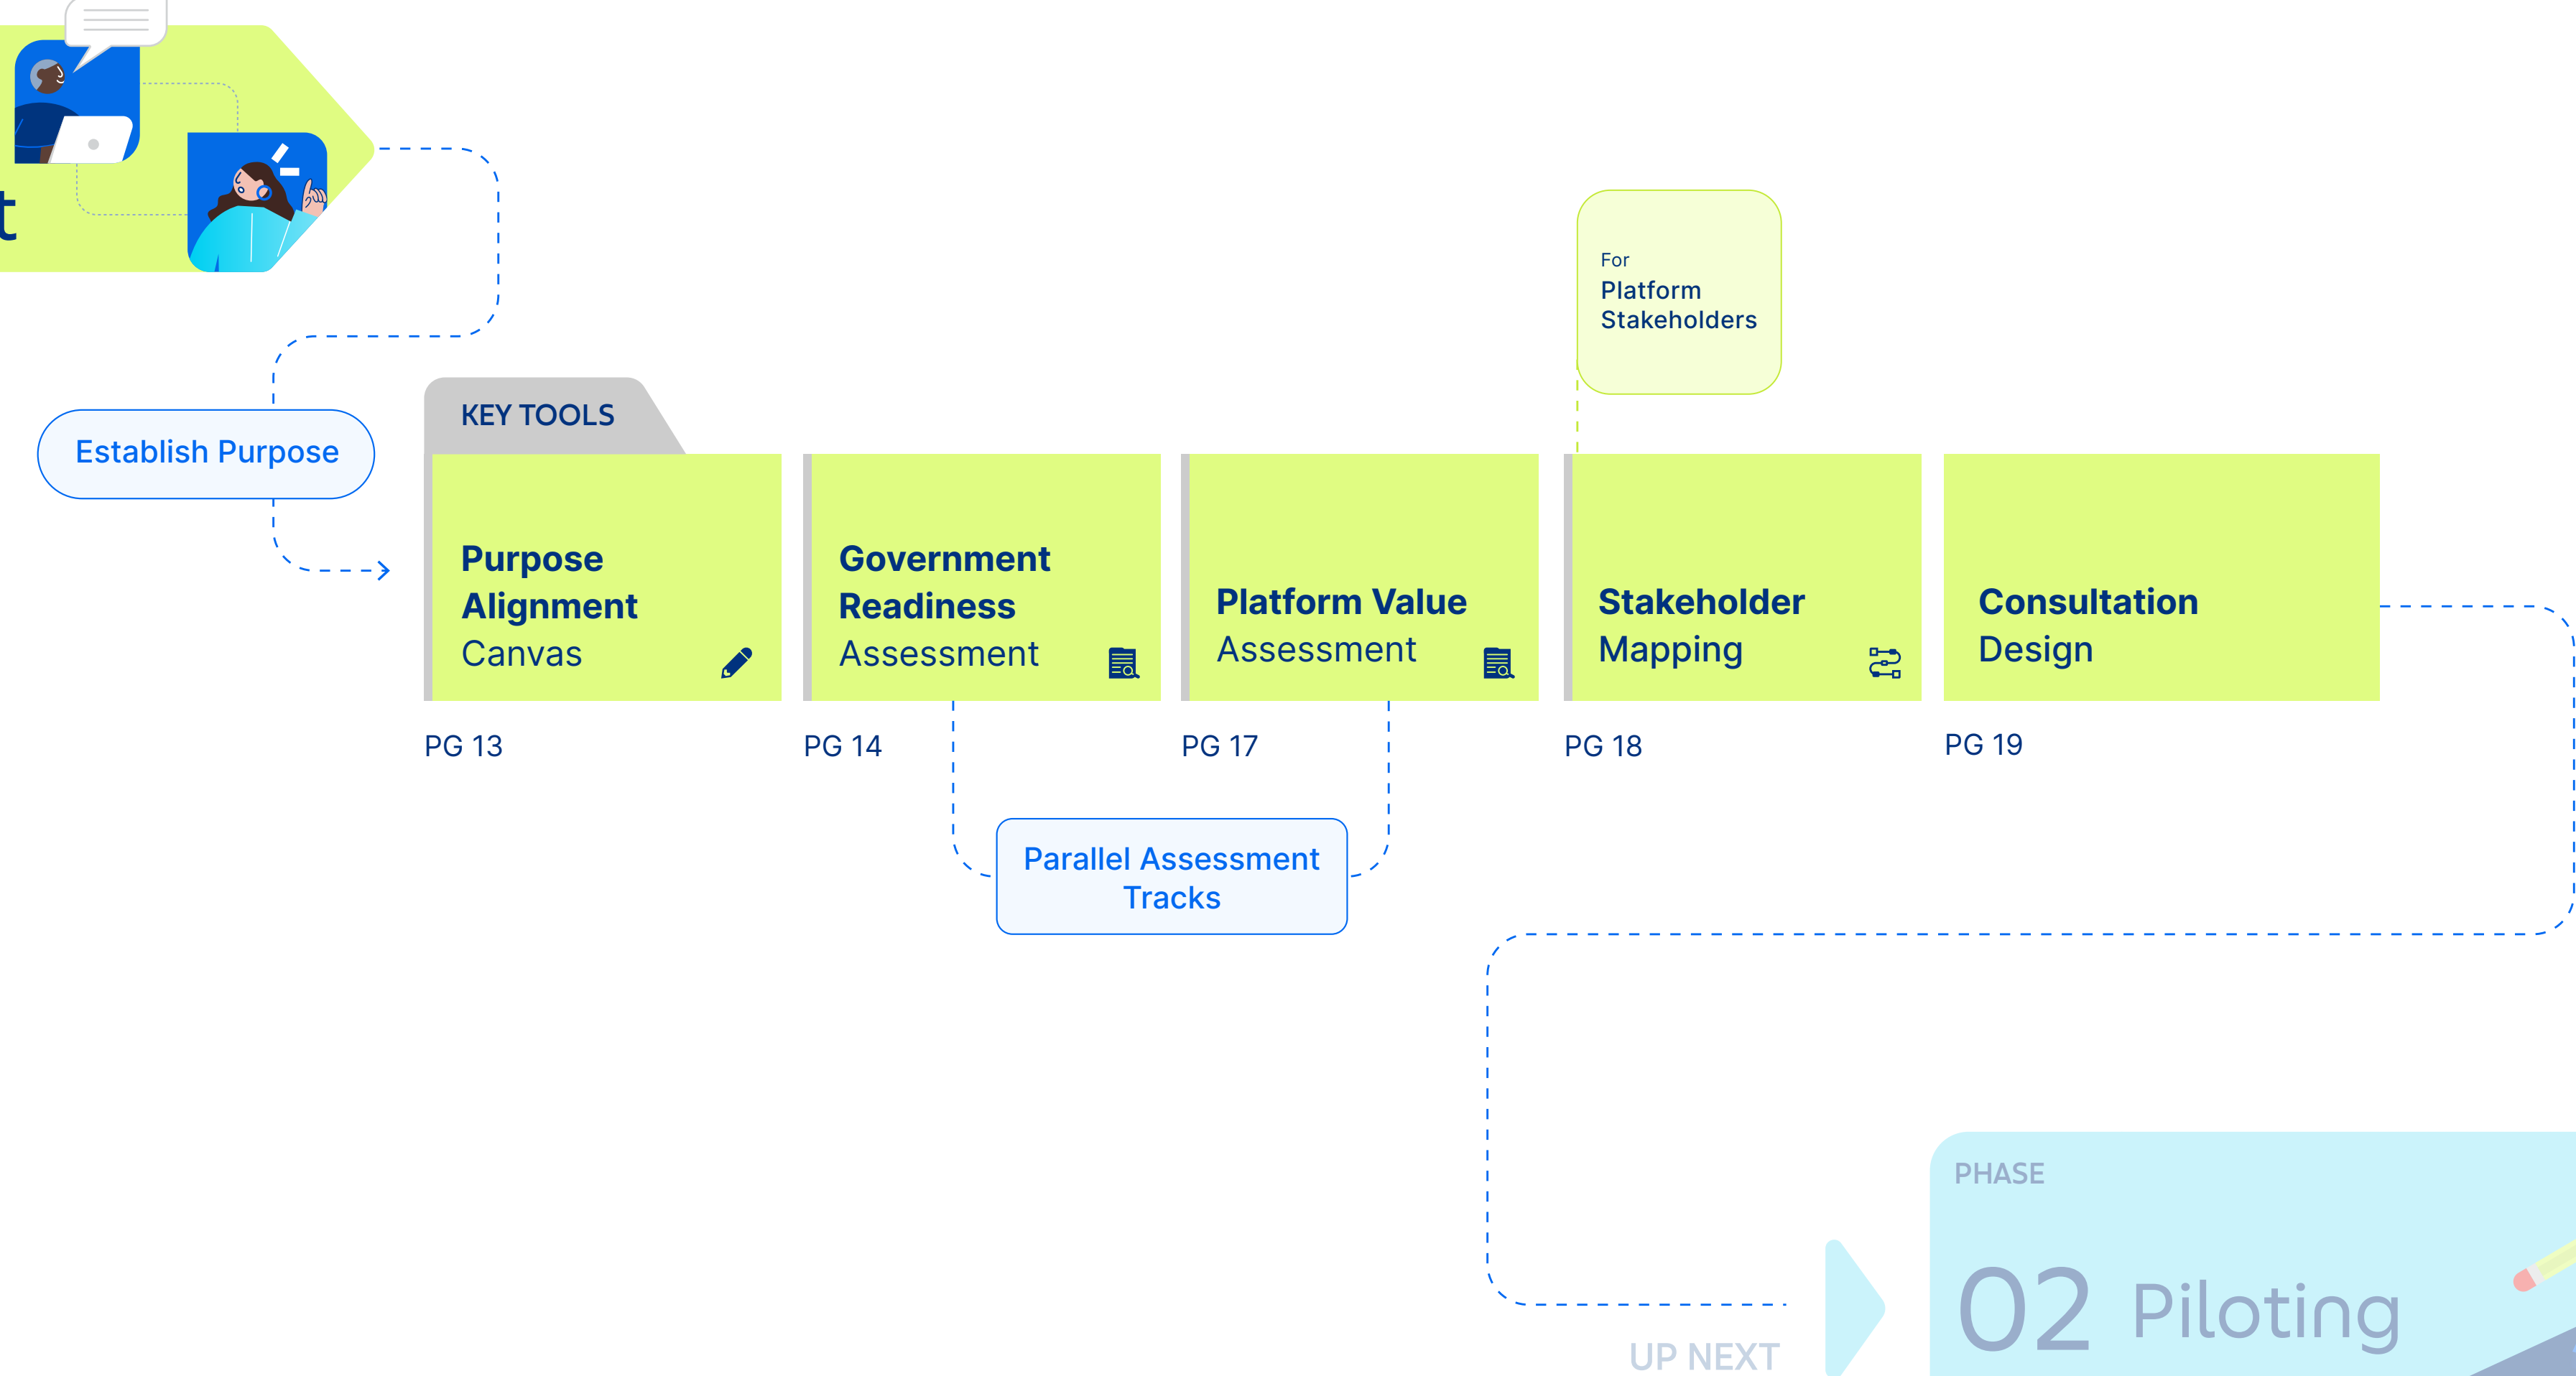 t
Establish Purpose
KEY TOOLS
For
Platform
Stakeholders
Purpose
Alignment
Canvas
PG 13
Government
Readiness
Assessment
PG 14
Platform Value
Assessment
PG 17
Stakeholder
Mapping
PG 18
Consultation
Design
PG 19
Parallel Assessment
Tracks
UP NEXT
PHASE
02 Piloting